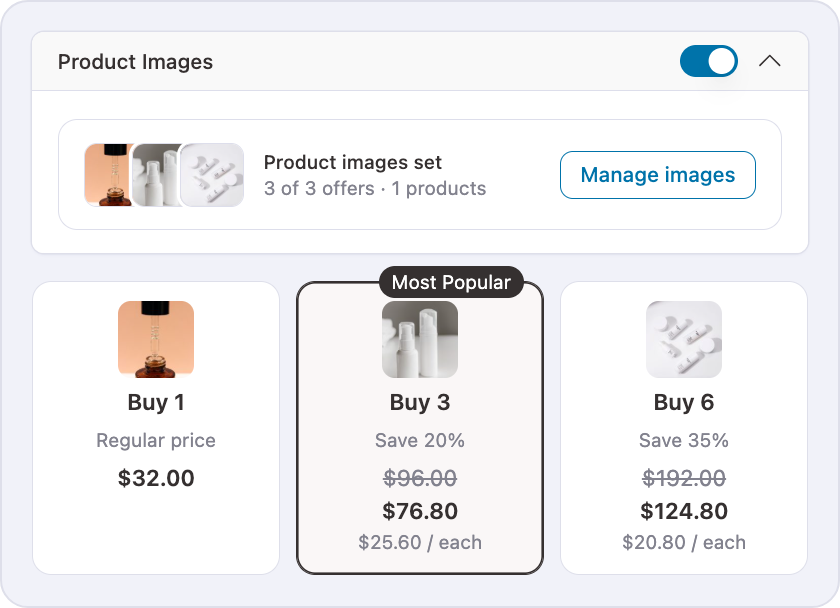 Product Images
Product images set
3 of 3 offers · 1 products
Manage images
Most Popular
Buy 1
Regular price
$32.00
Buy 3
Save 20%
$96.00
$76.80
$25.60 / each
Buy 6
Save 35%
$192.00
$124.80
$20.80 / each